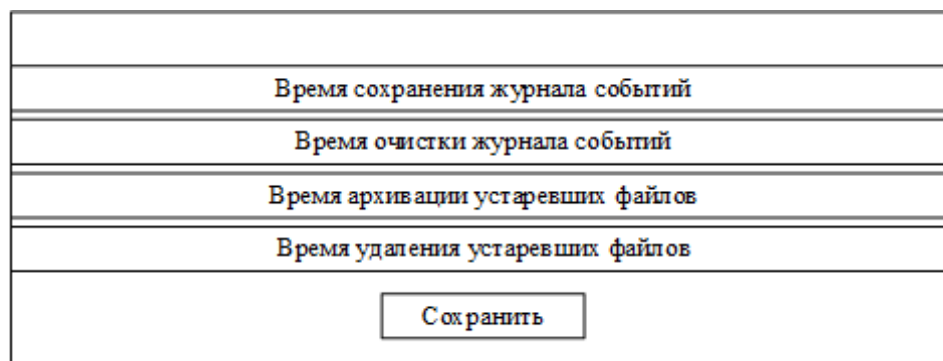 Время сохранения журнала событий
Время очистки журнала событий
Время архивации устаревших файлов
Время удаления устаревших файлов
Сохранить